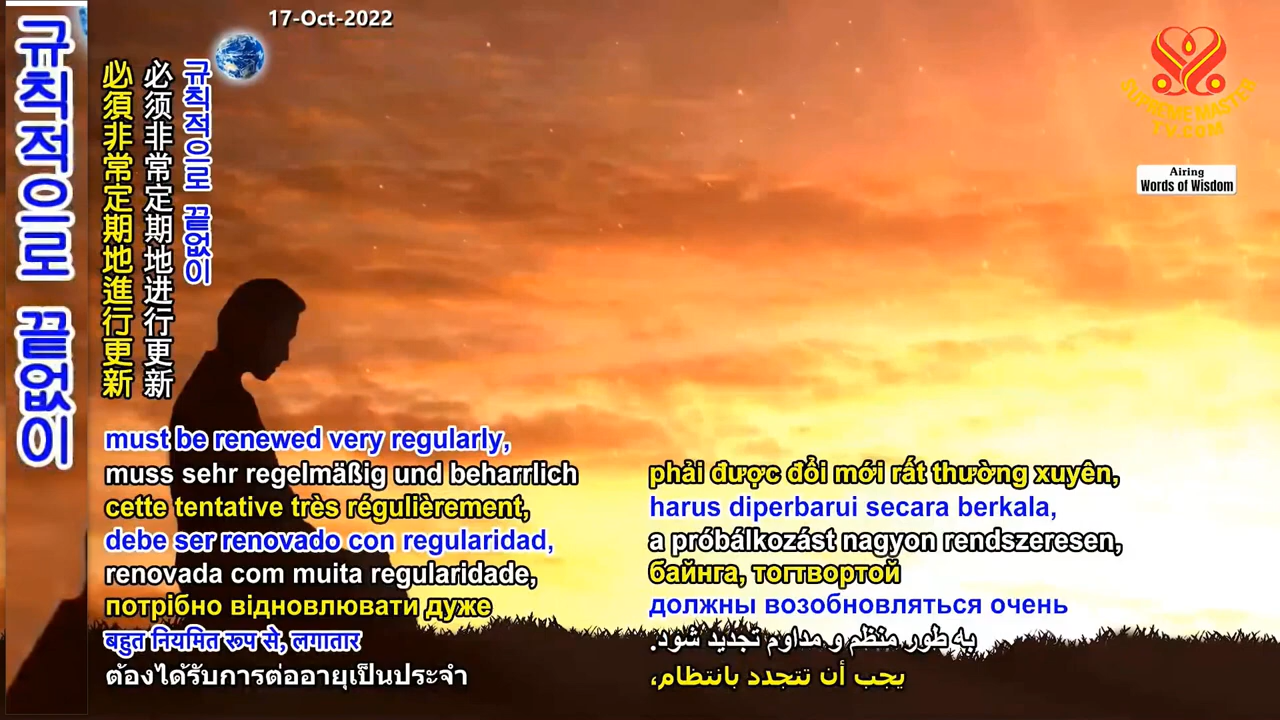 17-Oct-2022
규칙적으로 끝없이
必須非常定期地進行更新
必须非常定期地进行更新
규칙적으로 끝없이
SUPREME MASTER
TV.COM
Airing
Words of Wisdom
must be renewed very regularly,
muss sehr regelmäßig und beharrlich
cette tentative très régulièrement,
debe ser renovado con regularidad,
renovada com muita regularidade,
потрібно відновлювати дуже
बहुत नियमित रूप से, लगातार
ต้องได้รับการต่ออายุเป็นประจำ
phải được đổi mới rất thường xuyên,
harus diperbarui secara berkala,
a próbálkozást nagyon rendszeresen,
байнга, тогтвортой
должны возобновляться очень
به طور منظم و مداوم تجدید شود.
يجب أن تتجدد بانتظام،